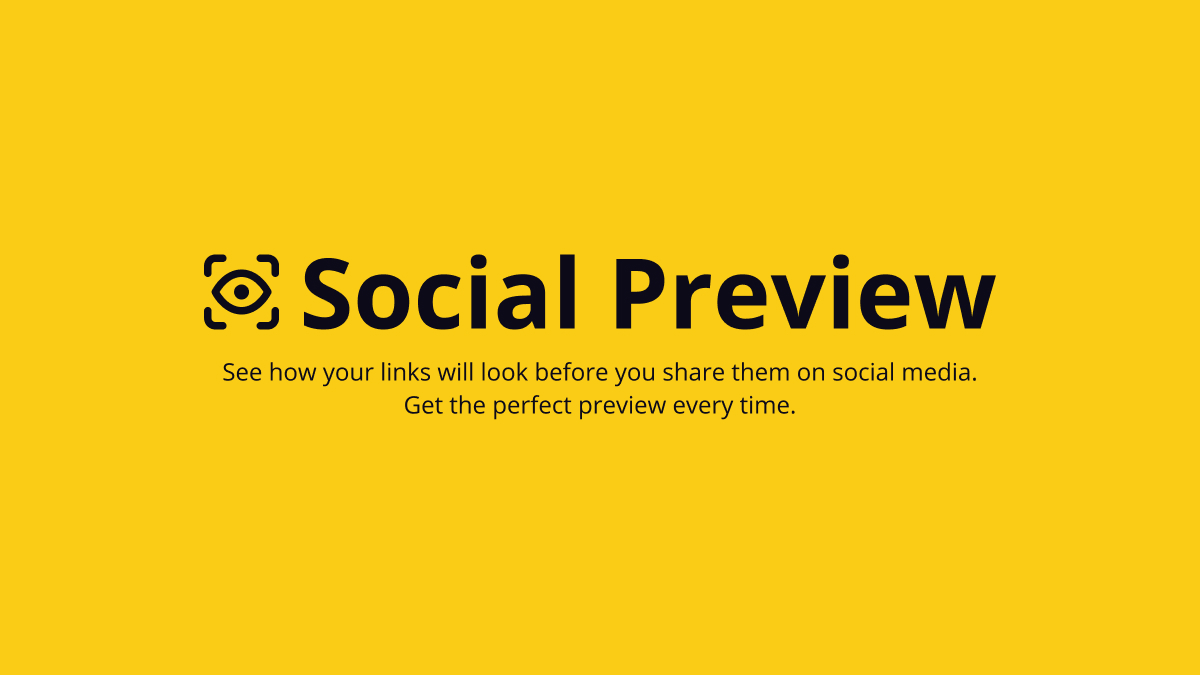 Social Preview
See how your links will look before you share them on social media.
Get the perfect preview every time.